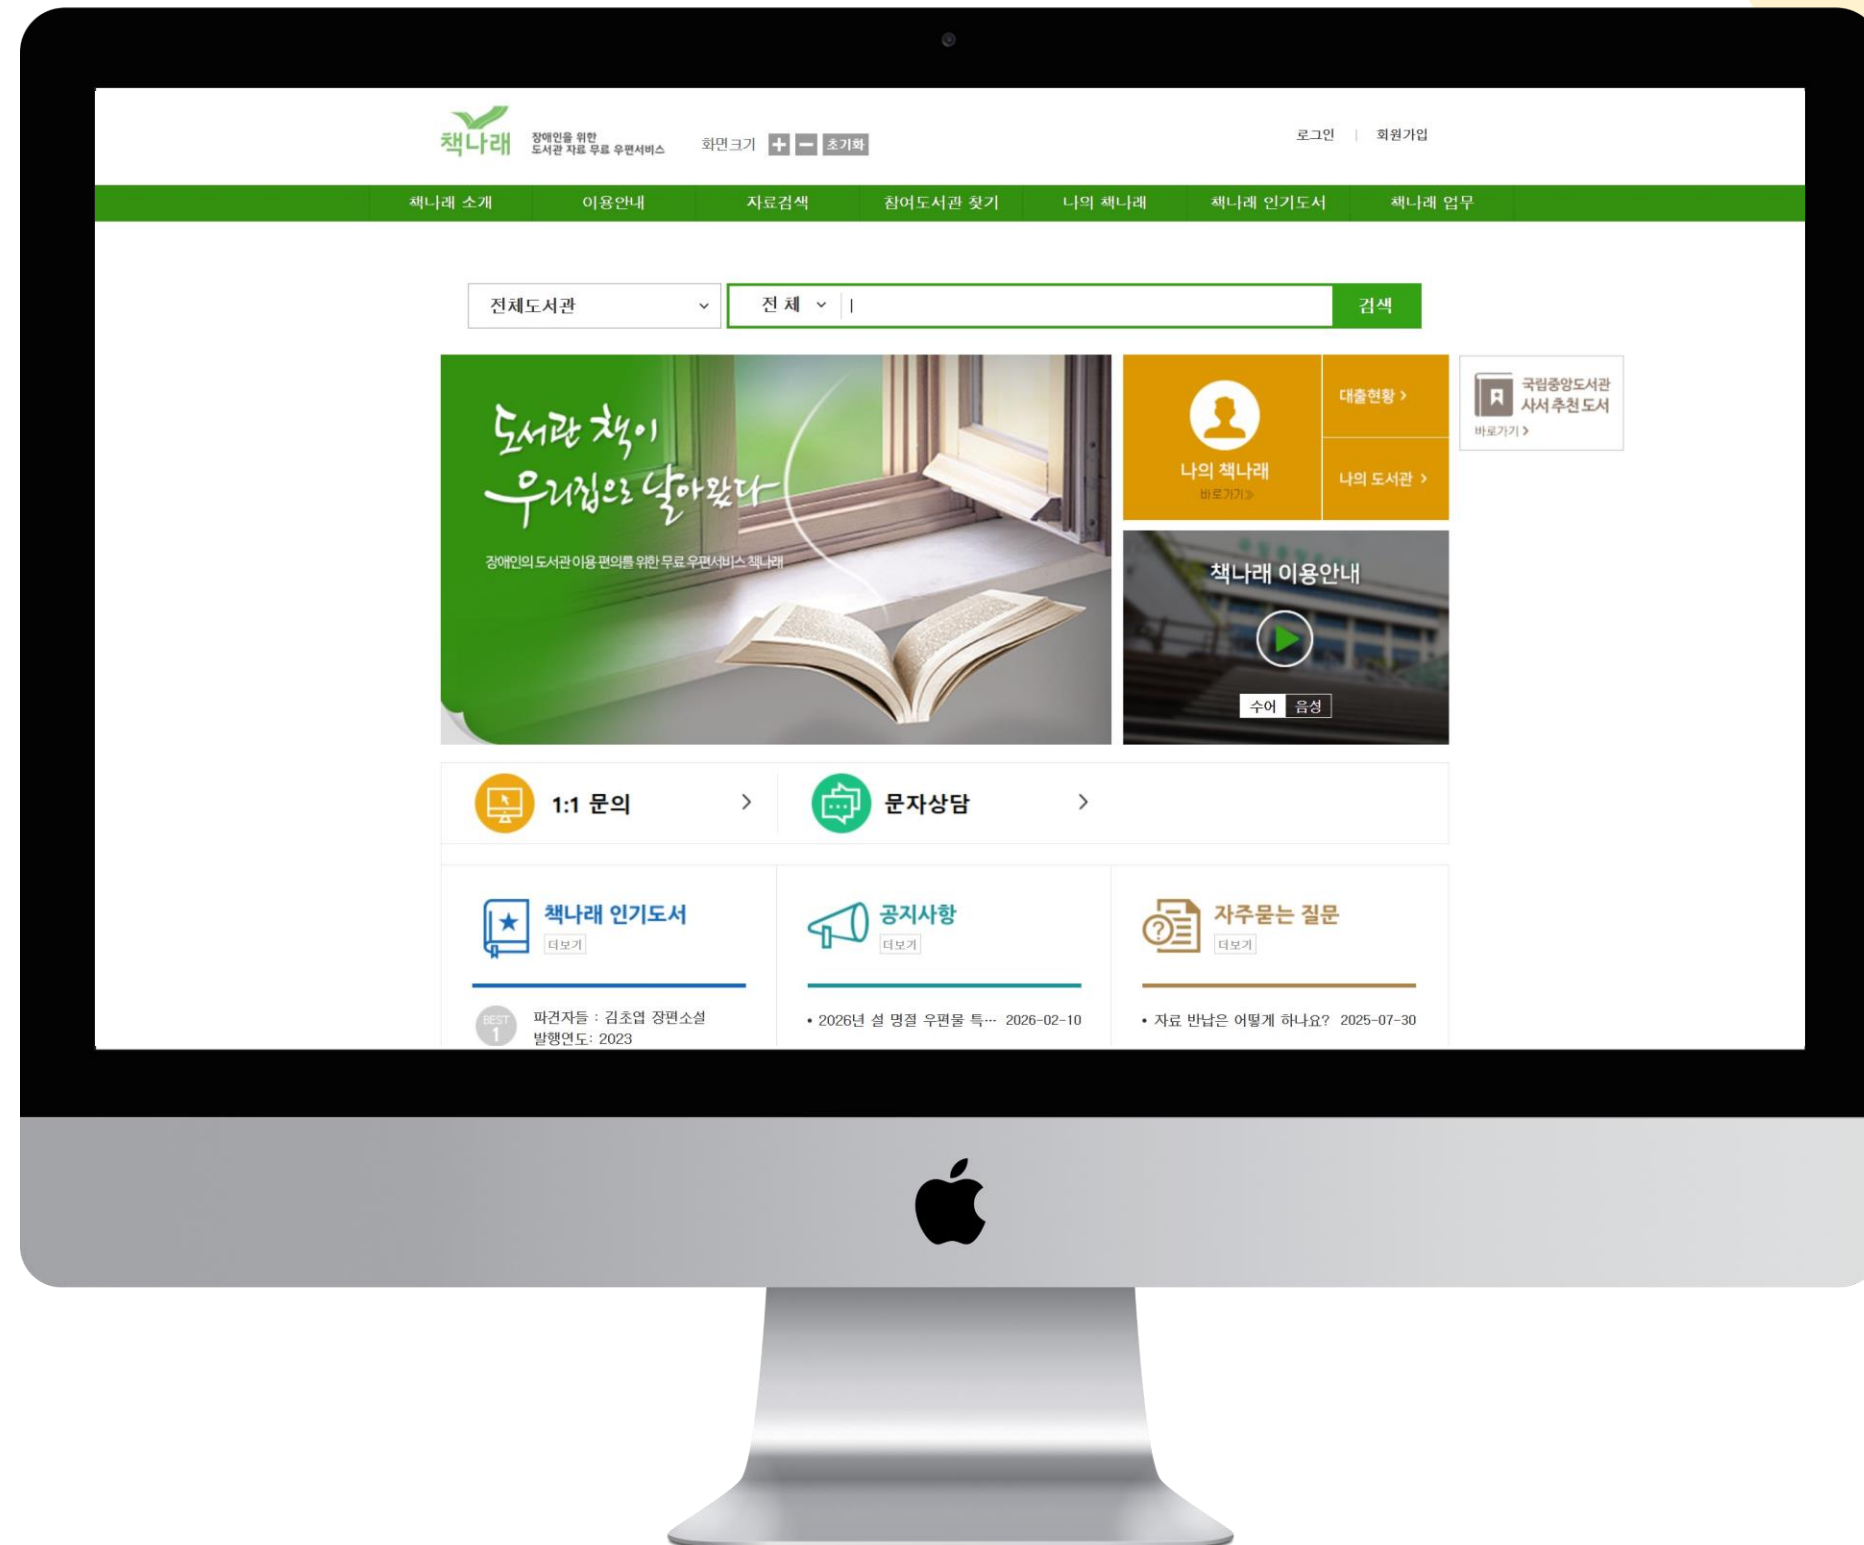 책나래
장애인을 위한
도서관 자료 무료 우편서비스
화면크기 + - 초기화
로그인 | 회원가입
책나래 소개 이용안내 자료검색 참여도서관 찾기 나의 책나래 책나래 인기도서 책나래 업무
전체도서관 전 체 검색
도서관 책이
우리집으로 날아왔다
장애인의 도서관 이용 편의를 위한 무료 우편서비스 책나래
나의 책나래
바로가기 》
대출현황 >
나의 도서관 >
국립중앙도서관
사서 추천 도서
바로가기 >
책나래 이용안내
수어 음성
1:1 문의 >
문자상담 >
책나래 인기도서
더보기
BEST
1
파견자들 : 김초엽 장편소설
발행연도: 2023
공지사항
더보기
• 2026년 설 명절 우편물 특… 2026-02-10
자주묻는 질문
더보기
• 자료 반납은 어떻게 하나요? 2025-07-30